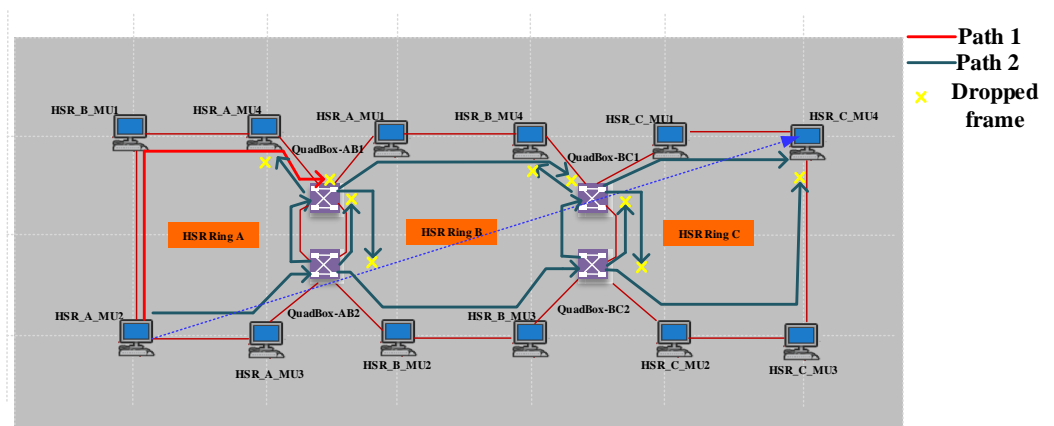 Path 1
Path 2
Dropped
frame
HSR_B_MU1
HSR_A_MU4
HSR_A_MU1
HSR_B_MU4
HSR_C_MU1
HSR_C_MU4
QuadBox-AB1
QuadBox-BC1
HSR Ring A
HSR Ring B
HSR Ring C
HSR_A_MU2
QuadBox-AB2
HSR_B_MU3
QuadBox-BC2
HSR_A_MU3
HSR_B_MU2
HSR_C_MU2
HSR_C_MU3